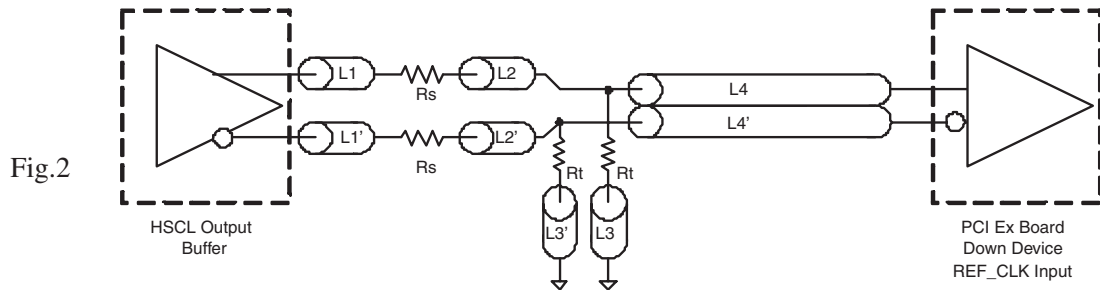 L1
L2
L4
Rs
L1'
L2'
L4'
Rs
Rt
Rt
L3'
L3
Fig.2
HSCL Output
Buffer
PCI Ex Board
Down Device
REF_CLK Input